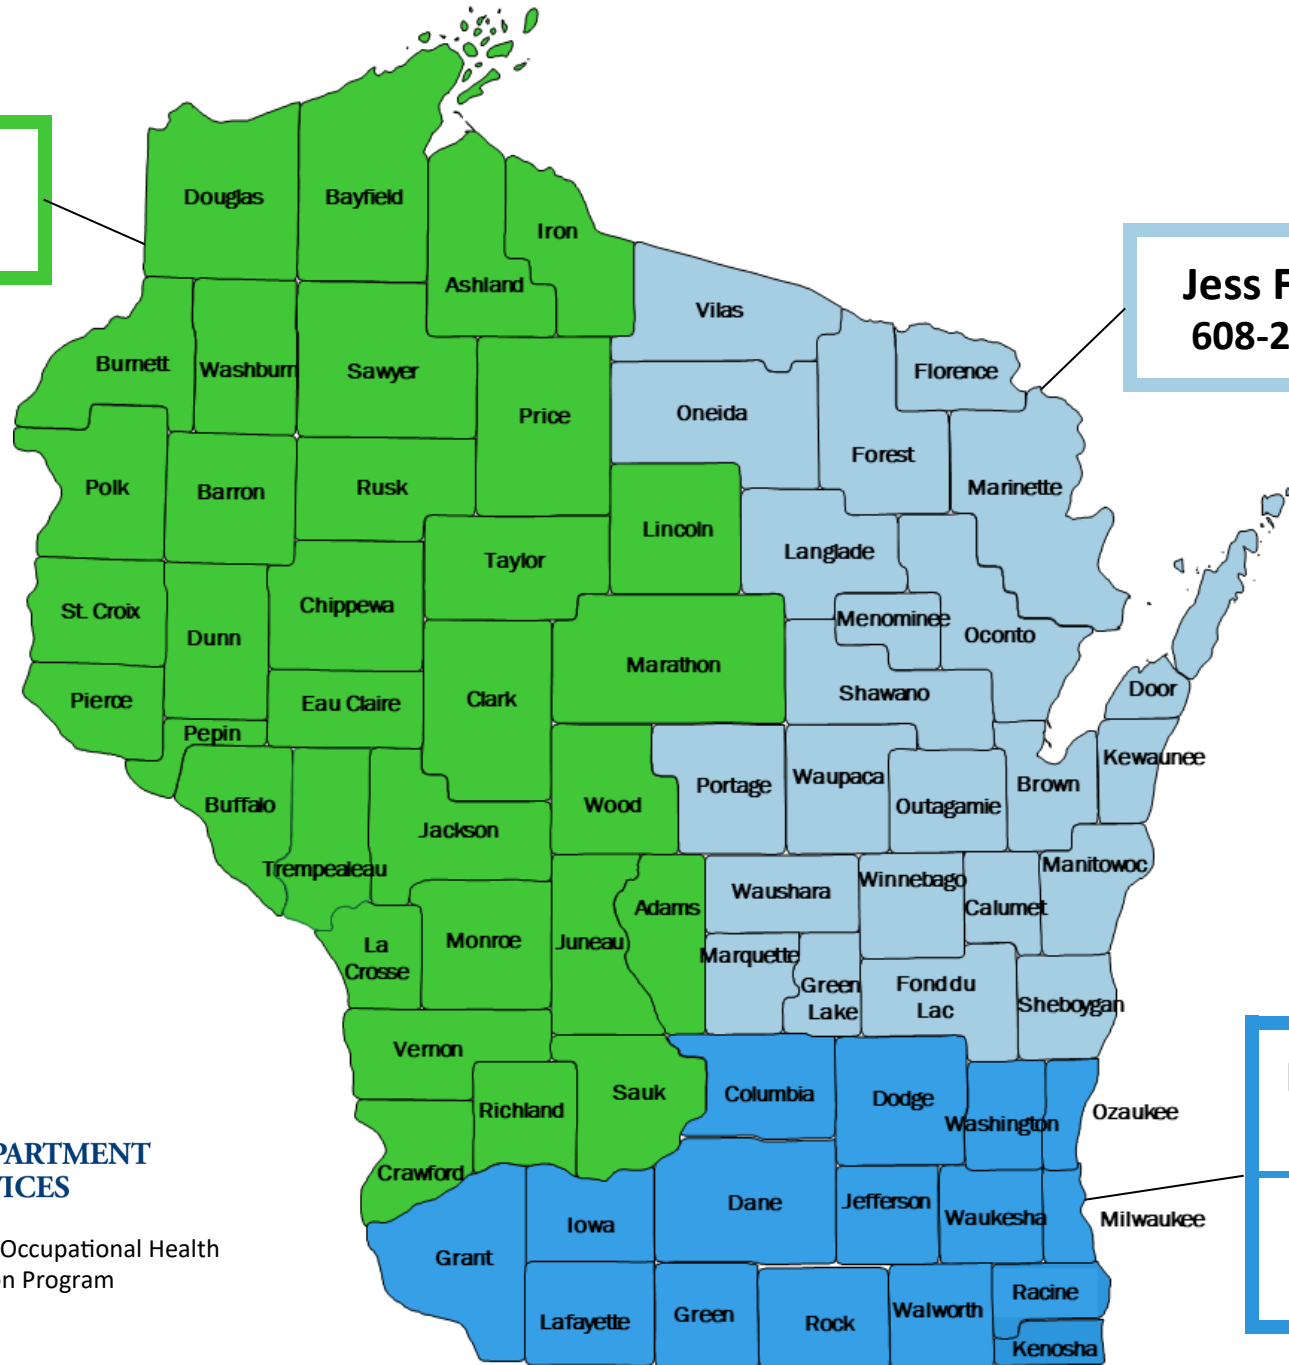 Douglas
Bayfield
Iron
Ashland
Vilas
Jess F
608-2
Burnett
Washburn
Sawyer
Florence
Price
Oneida
Forest
Polk
Barron
Rusk
Marinette
Lincoln
Taylor
Langlade
St. Croix
Dunn
Chippewa
Menominee
Oconto
Marathon
Pierce
Eau Claire
Clark
Shawano
Door
Pepin
Kewaunee
Buffalo
Wood
Portage
Waupaca
Outagamie
Brown
Jackson
Trempealeau
Waushara
Winnebago
Manitowoc
Adams
Calumet
La
Crosse
Monroe
Juneau
Marquette
Green
Lake
Fond du
Lac
Sheboygan
Vernon
Richland
Sauk
Columbia
Dodge
Washington
Ozaukee
PARTMENT
VICES
Crawford
Occupational Health
on Program
Grant
Iowa
Dane
Jefferson
Waukesha
Milwaukee
Lafayette
Green
Rock
Walworth
Racine
Kenosha